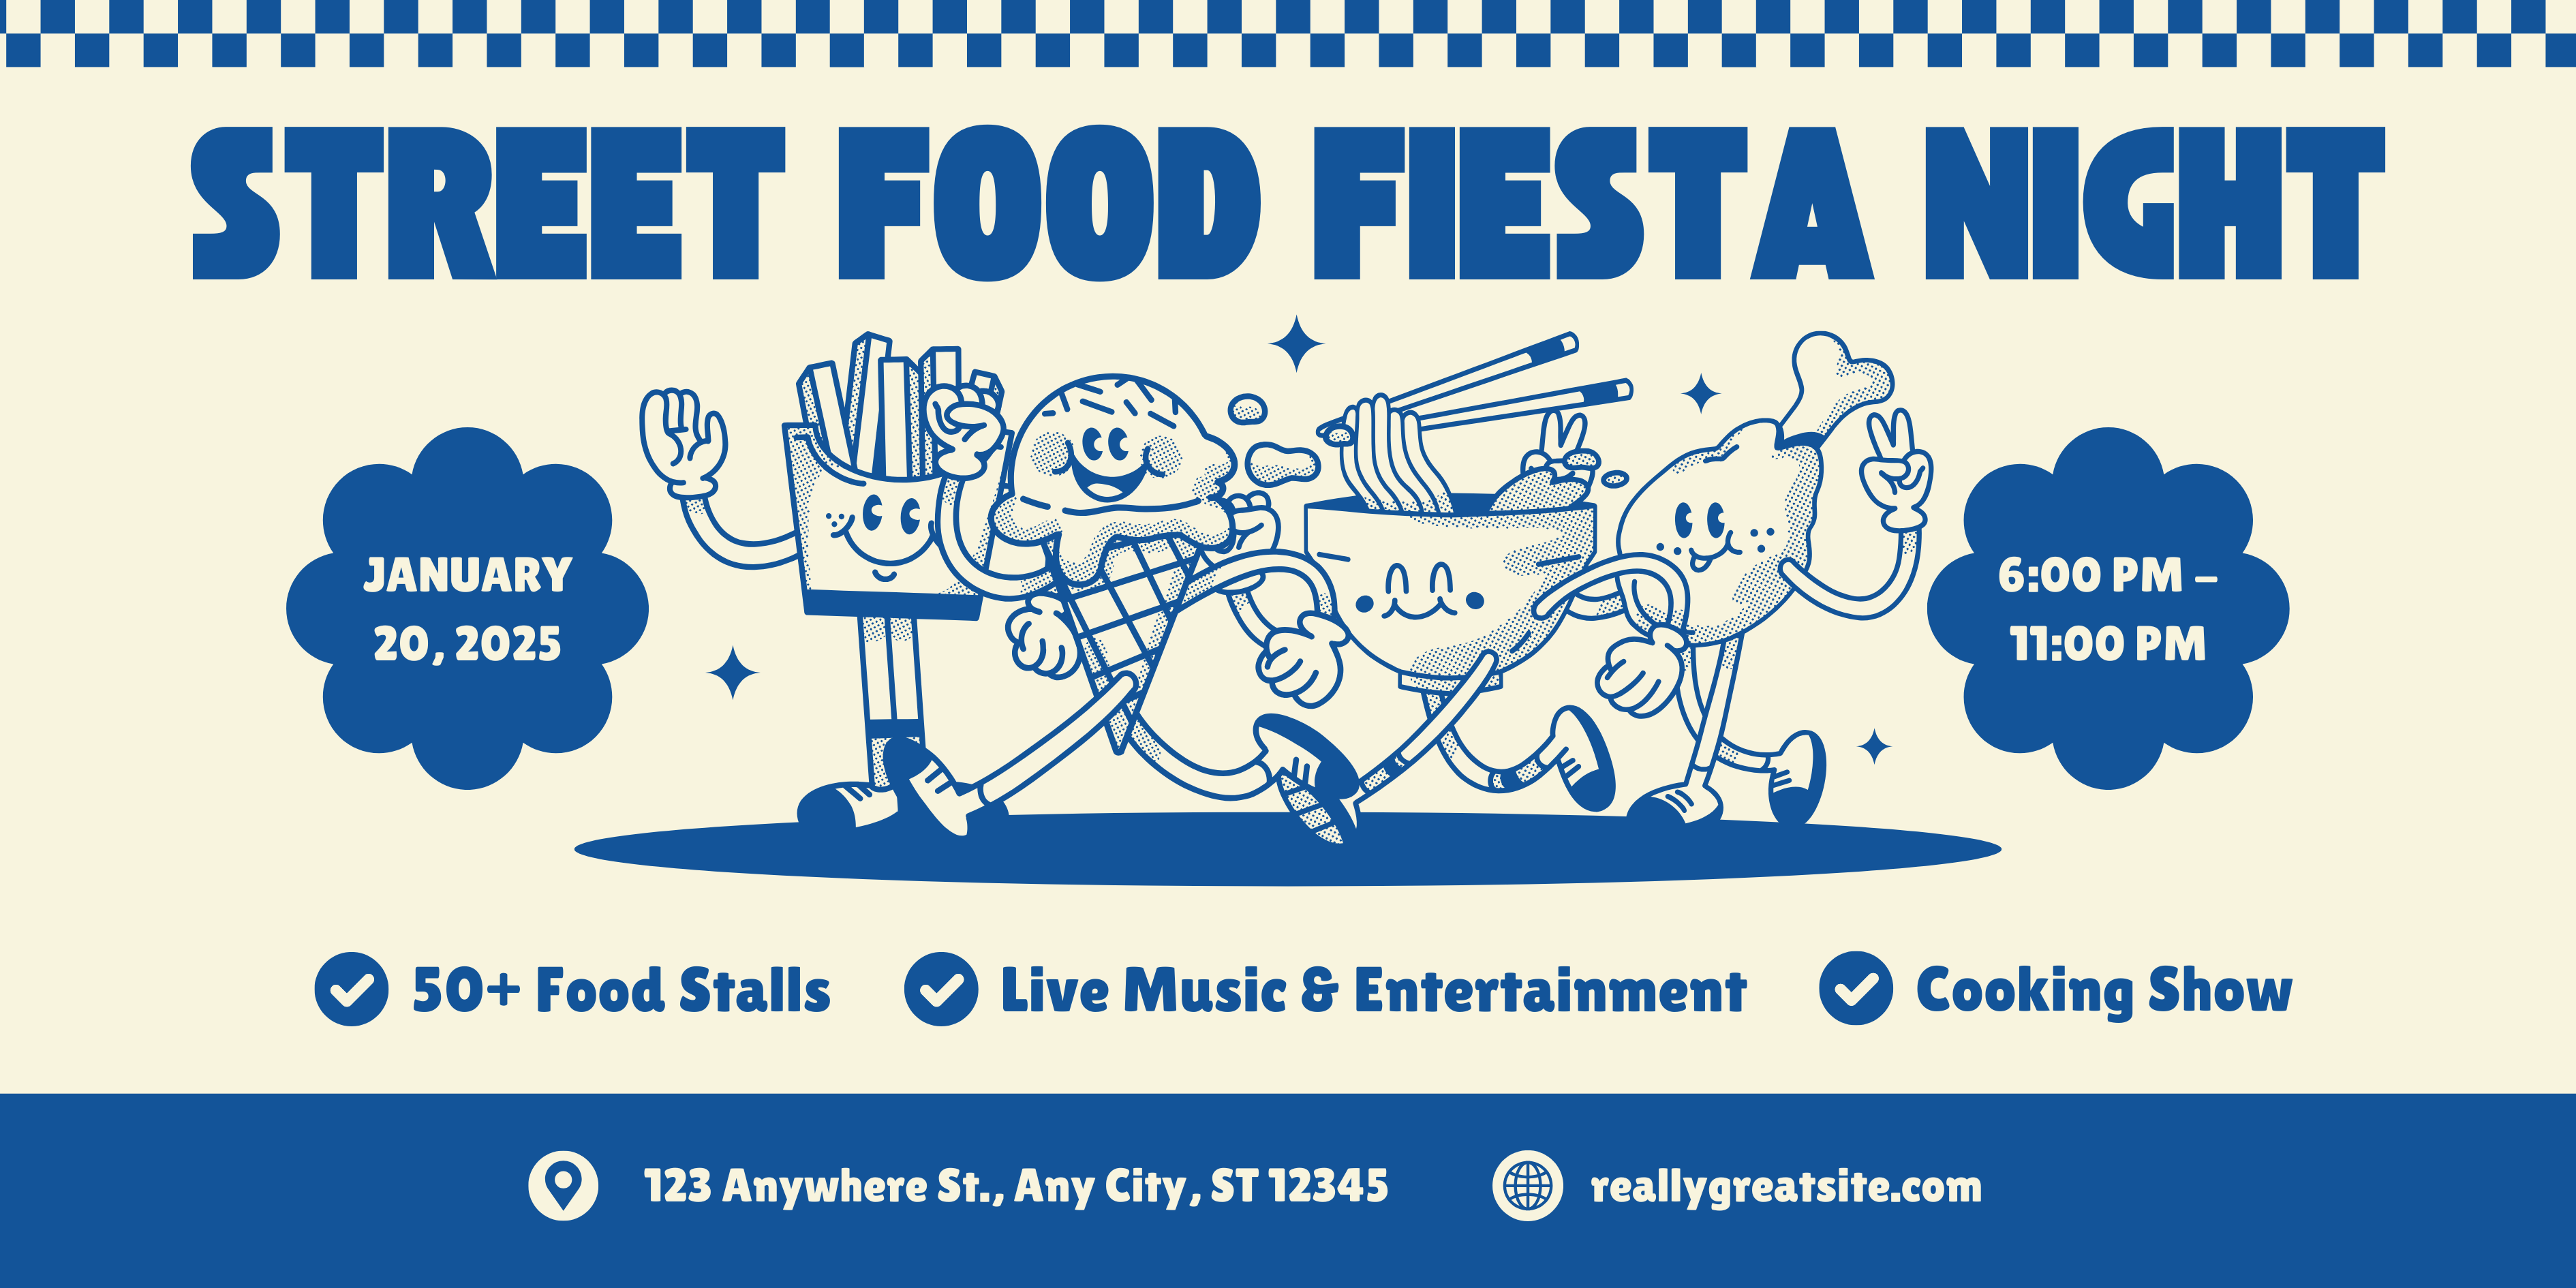 STREET FOOD FIESTA NIGHT
JANUARY
20, 2025
6:00 PM –
11:00 PM
50+ Food Stalls
Live Music & Entertainment
Cooking Show
123 Anywhere St., Any City, ST 12345
reallygreatsite.com